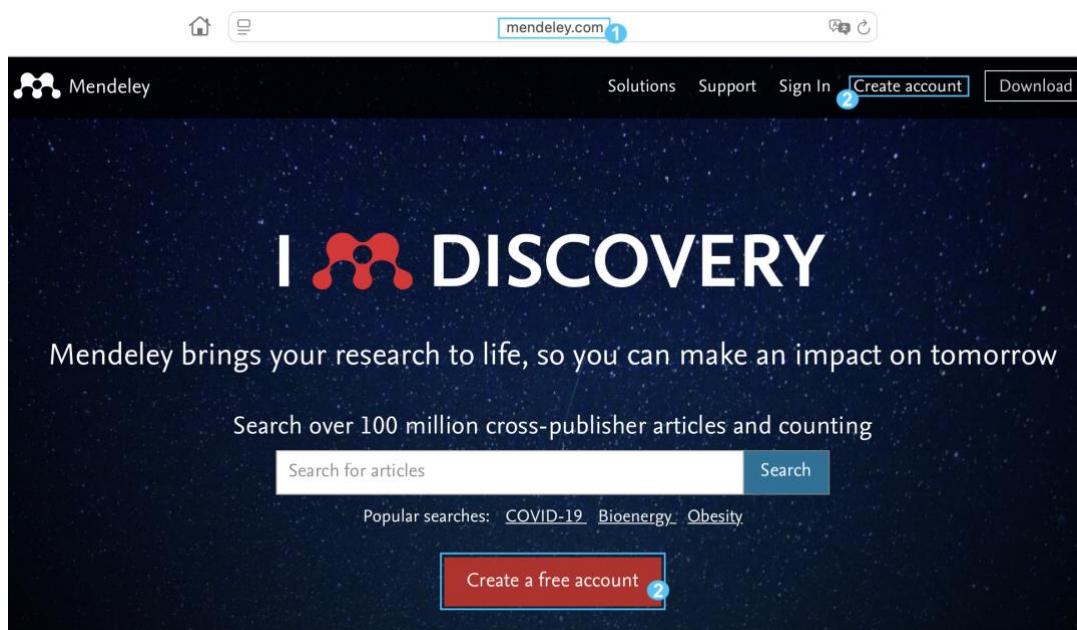 mendeley.com 1
Mendeley Solutions Support Sign In 2 Create account Download
I DISCOVERY
Mendeley brings your research to life, so you can make an impact on tomorrow
Search over 100 million cross-publisher articles and counting
Search for articles Search
Popular searches: COVID-19 Bioenergy Obesity
Create a free account 2